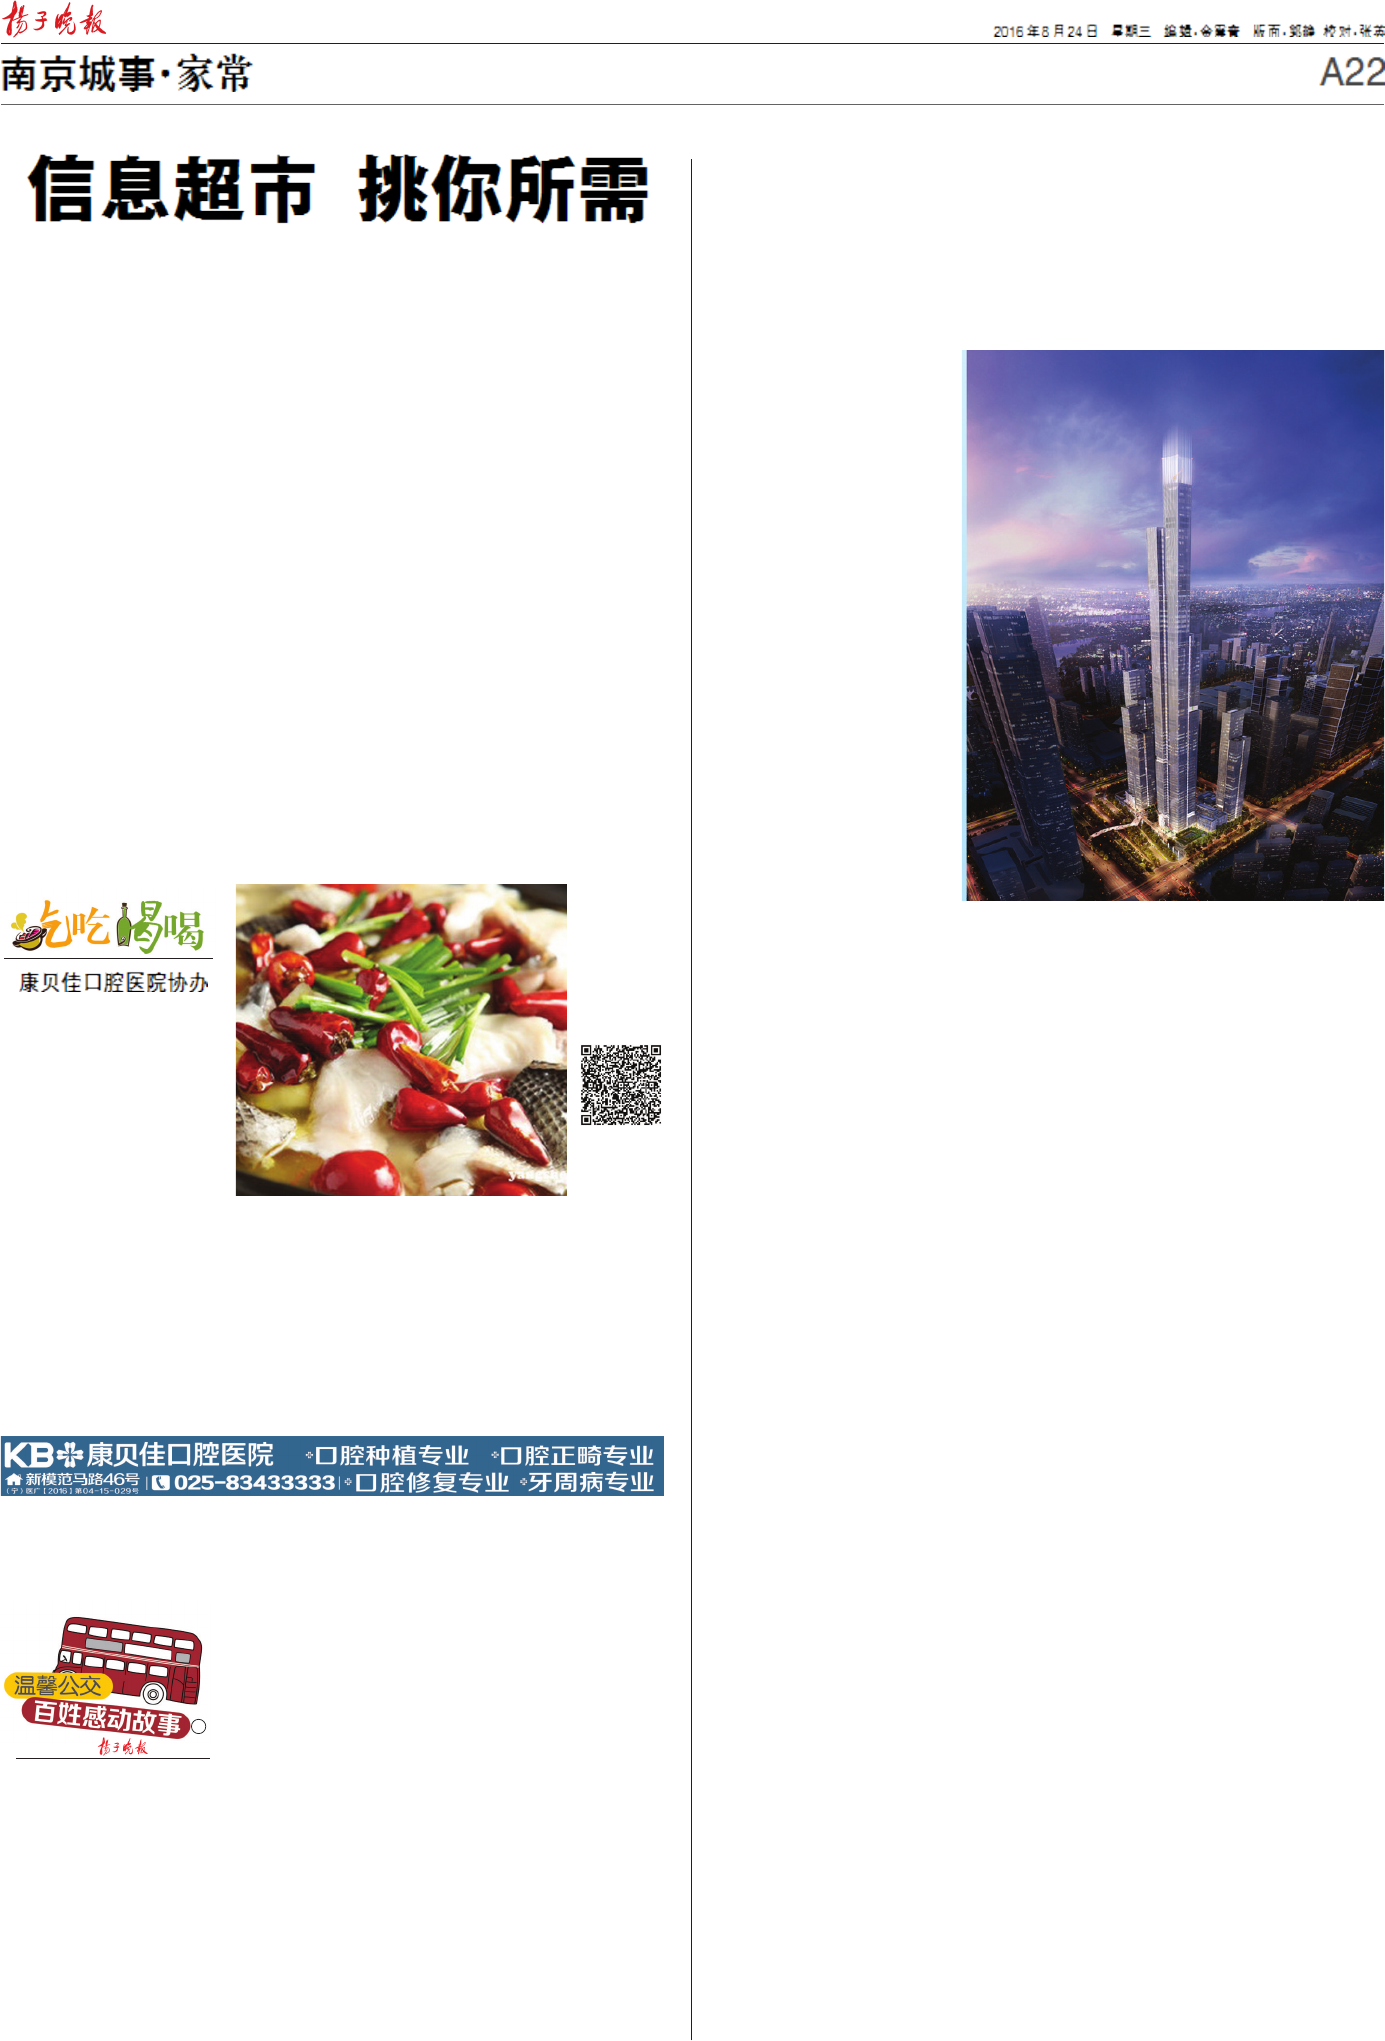 扬子晚报
2016年8月24日 星期三
版面:郭 校对:张英
南京城事·家常
A22
信息超市 挑你所需
吃吃喝喝
康贝佳口腔医院协办
KB 康贝佳口腔医院 口腔种植专业 口腔正畸专业
新模范马路46号 025-83433333 口腔修复专业 牙周病专业
(宁)医广[2016]第04-15-029号
温馨公交
百姓感动故事
扬子晚报